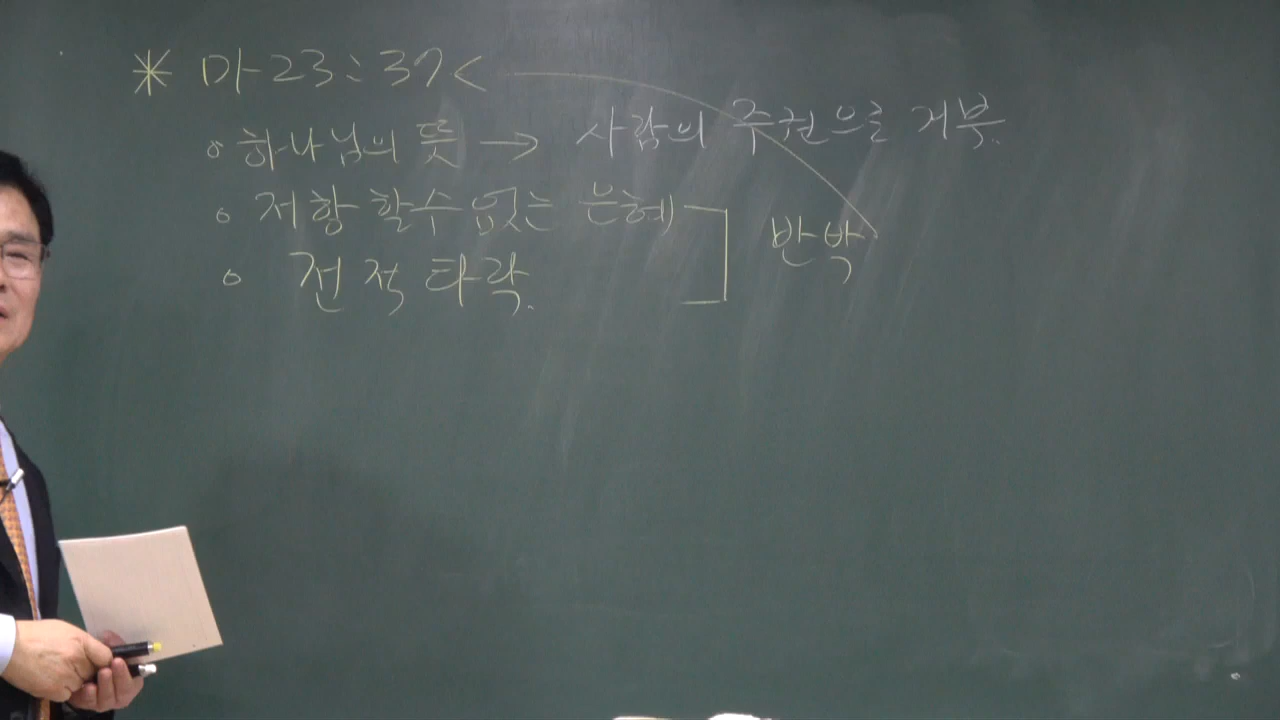 * 마 23:37 <
○ 하나님의 뜻 → 사람의 주권으로 거부.
○ 저항 할수 없는 은혜
○ 전적 타락.
반박